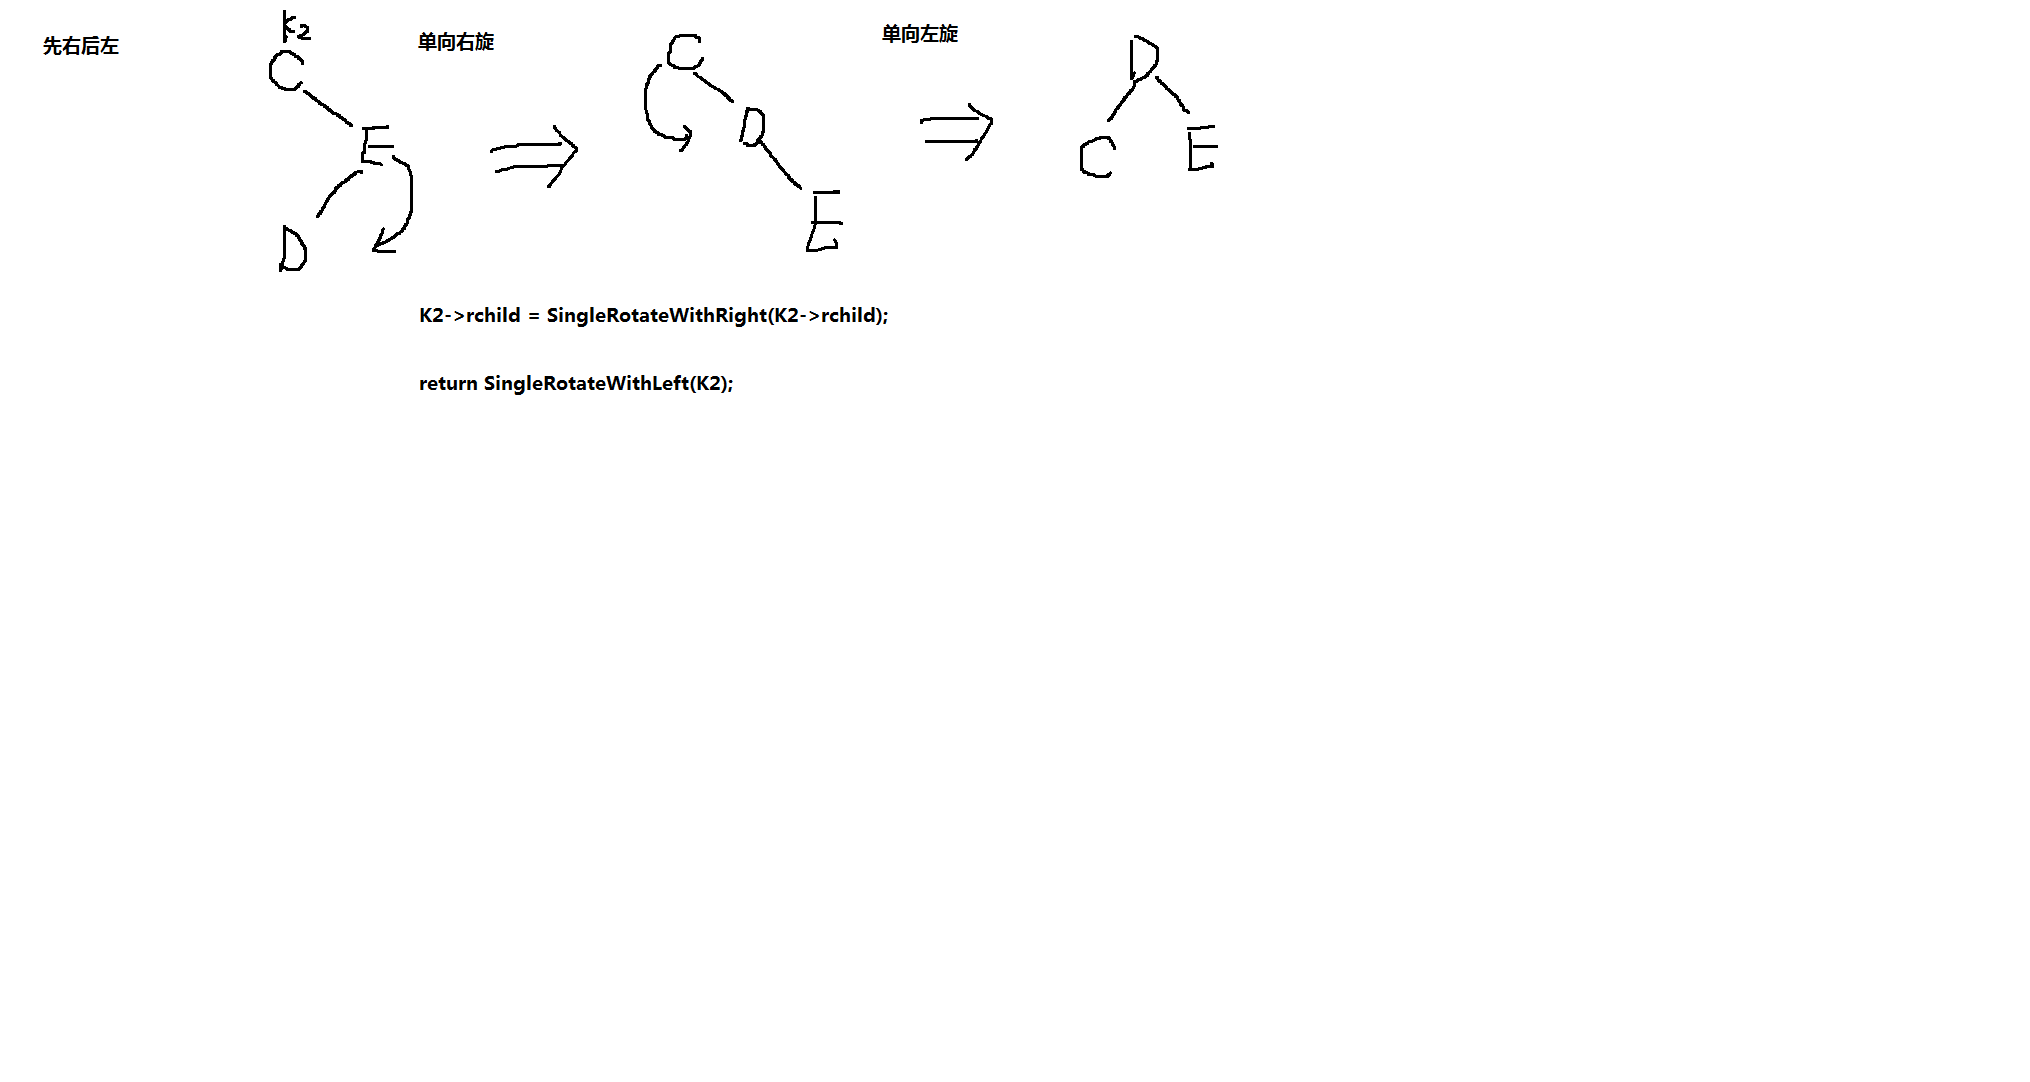 先右后左
K2
C
E
D
单向右旋
C
D
E
单向左旋
D
C
E
K2->rchild = SingleRotateWithRight(K2->rchild);
return SingleRotateWithLeft(K2);